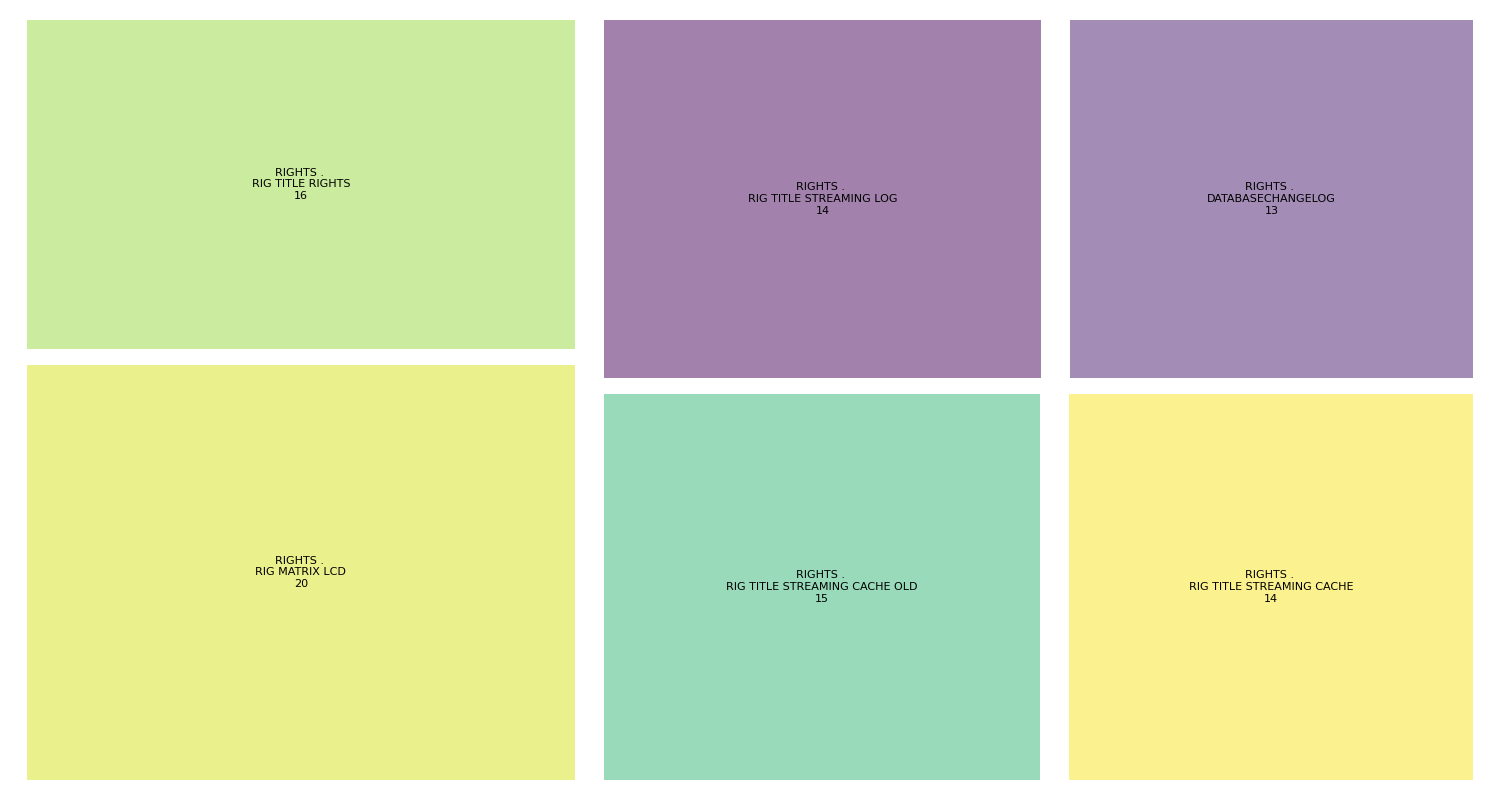 RIGHTS .
RIG TITLE RIGHTS
16
RIGHTS .
RIG TITLE STREAMING LOG
14
RIGHTS .
DATABASECHANGELOG
13
RIGHTS .
RIG MATRIX LCD
20
RIGHTS .
RIG TITLE STREAMING CACHE OLD
15
RIGHTS .
RIG TITLE STREAMING CACHE
14